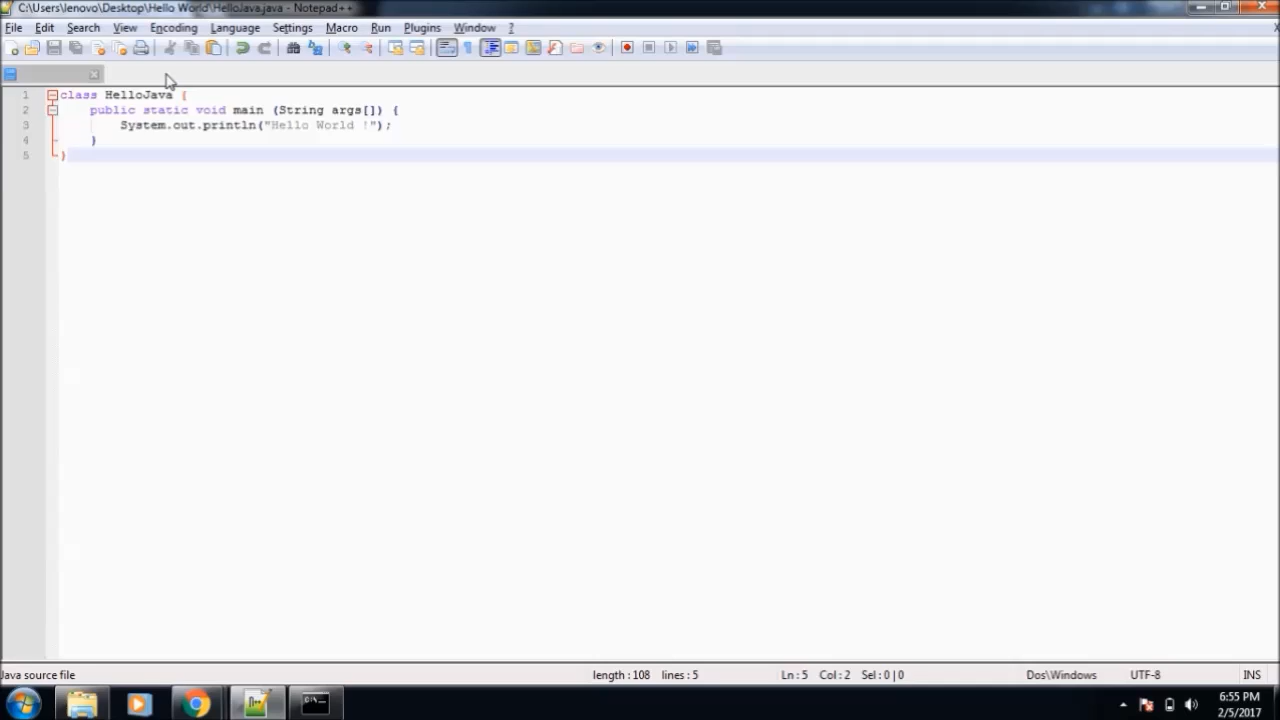 C:\Users\lenovo\Desktop\Hello World\HelloJava.java - Notepad++
File Edit Search View Encoding Language Settings Macro Run Plugins Window ?
1 class HelloJava {
2 public static void main (String args[]) {
3 System.out.println("Hello World !");
4 }
5 }
Java source file length : 108 lines : 5 Ln : 5 Col : 2 Sel : 0 | 0 Dos\Windows UTF-8 INS
6:55 PM
2/5/2017